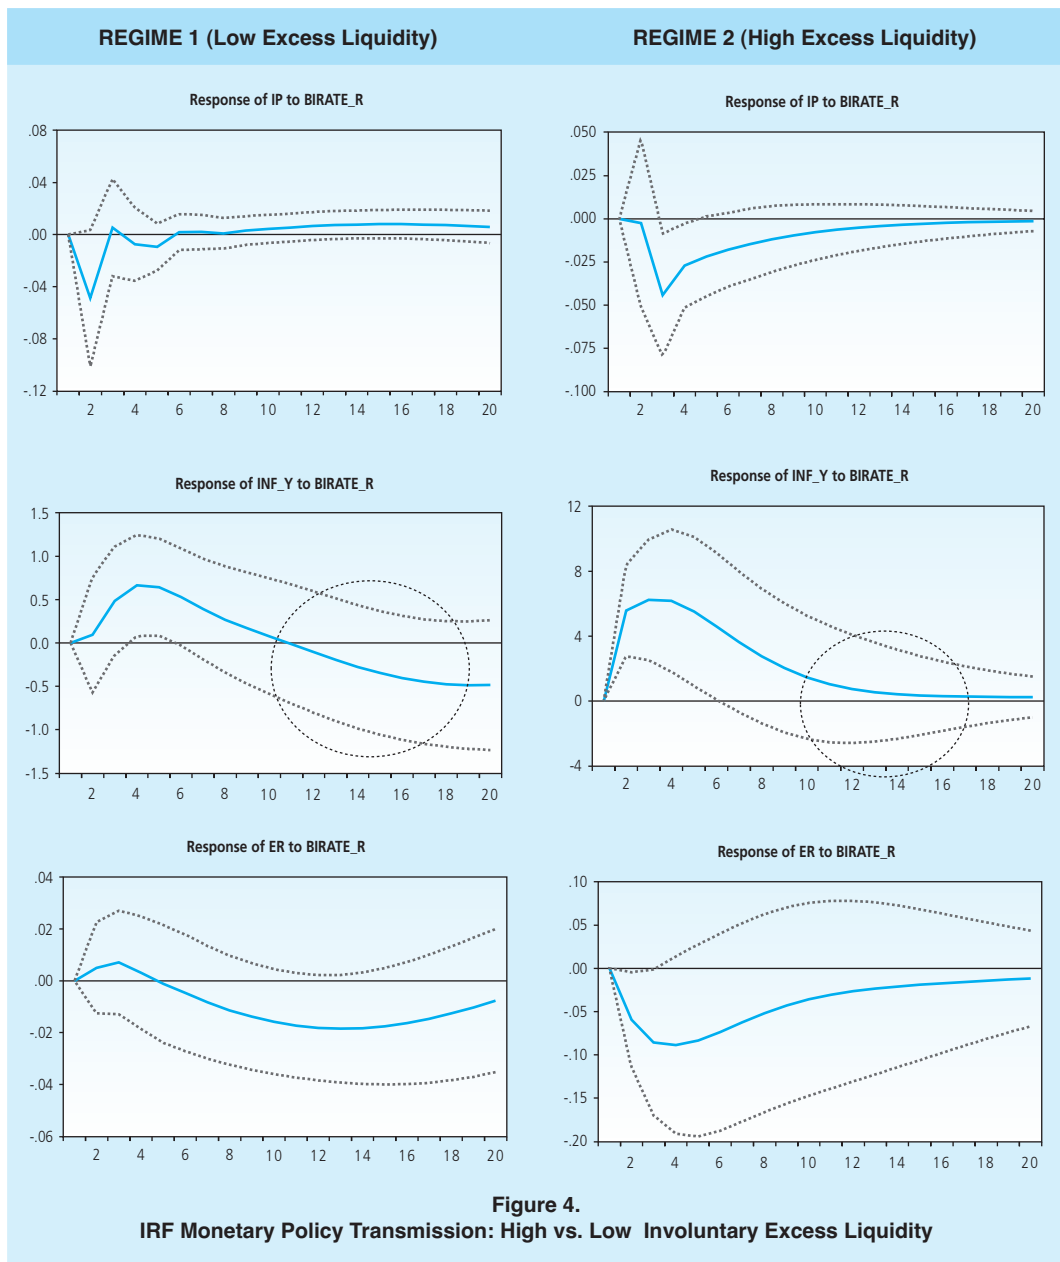 REGIME 1 (Low Excess Liquidity)
REGIME 2 (High Excess Liquidity)
Response of IP to BIRATE_R
.08
.04
.00
-.04
-.08
-.12
2 4 6 8 10 12 14 16 18 20
Response of IP to BIRATE_R
.050
.025
.000
-.025
-.050
-.075
-.100
2 4 6 8 10 12 14 16 18 20
Response of INF_Y to BIRATE_R
1.5
1.0
0.5
0.0
-0.5
-1.0
-1.5
2 4 6 8 10 12 14 16 18 20
Response of INF_Y to BIRATE_R
12
8
4
0
-4
2 4 6 8 10 12 14 16 18 20
Response of ER to BIRATE_R
.04
.02
.00
-.02
-.04
-.06
2 4 6 8 10 12 14 16 18 20
Response of ER to BIRATE_R
.10
.05
.00
-.05
-.10
-.15
-.20
2 4 6 8 10 12 14 16 18 20
Figure 4.
IRF Monetary Policy Transmission: High vs. Low Involuntary Excess Liquidity